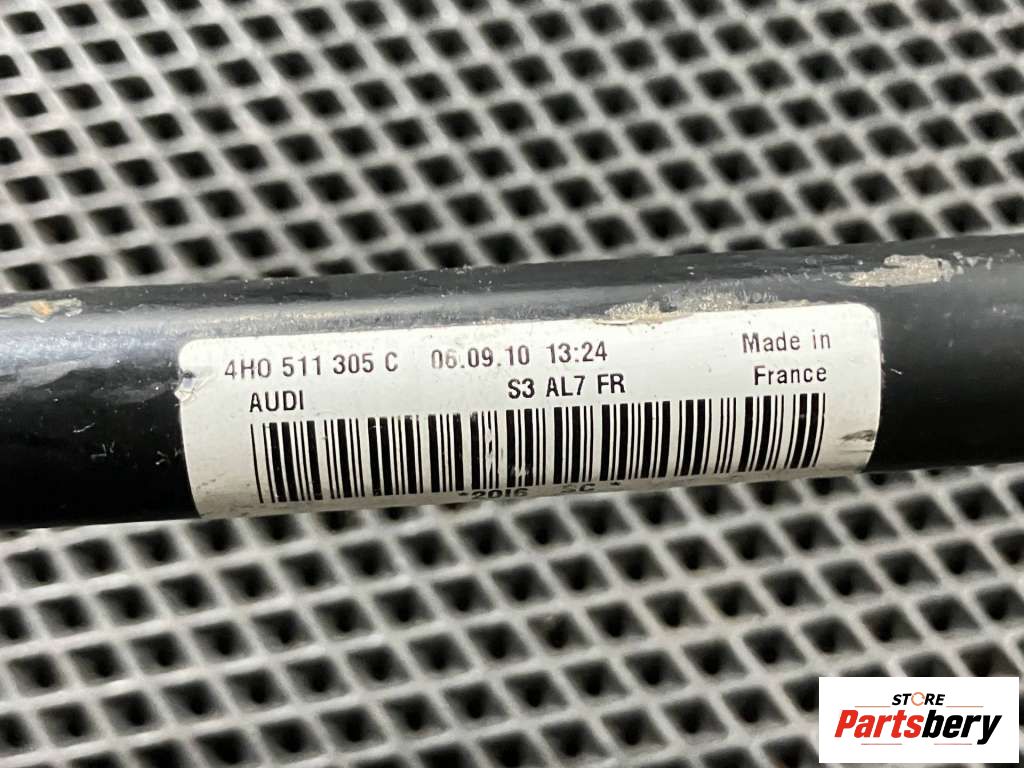 4H0 511 305 C 06.09.10 13:24 Made in
AUDI S3 AL7 FR France
STORE
Partsbery